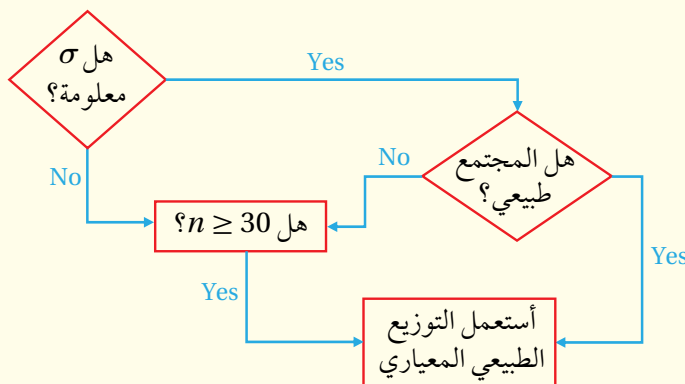 هل σ
معلومة؟
Yes
هل المجتمع
طبيعي؟
No
No
هل n ≥ 30؟
Yes
Yes
أستعمل التوزيع
الطبيعي المعياري